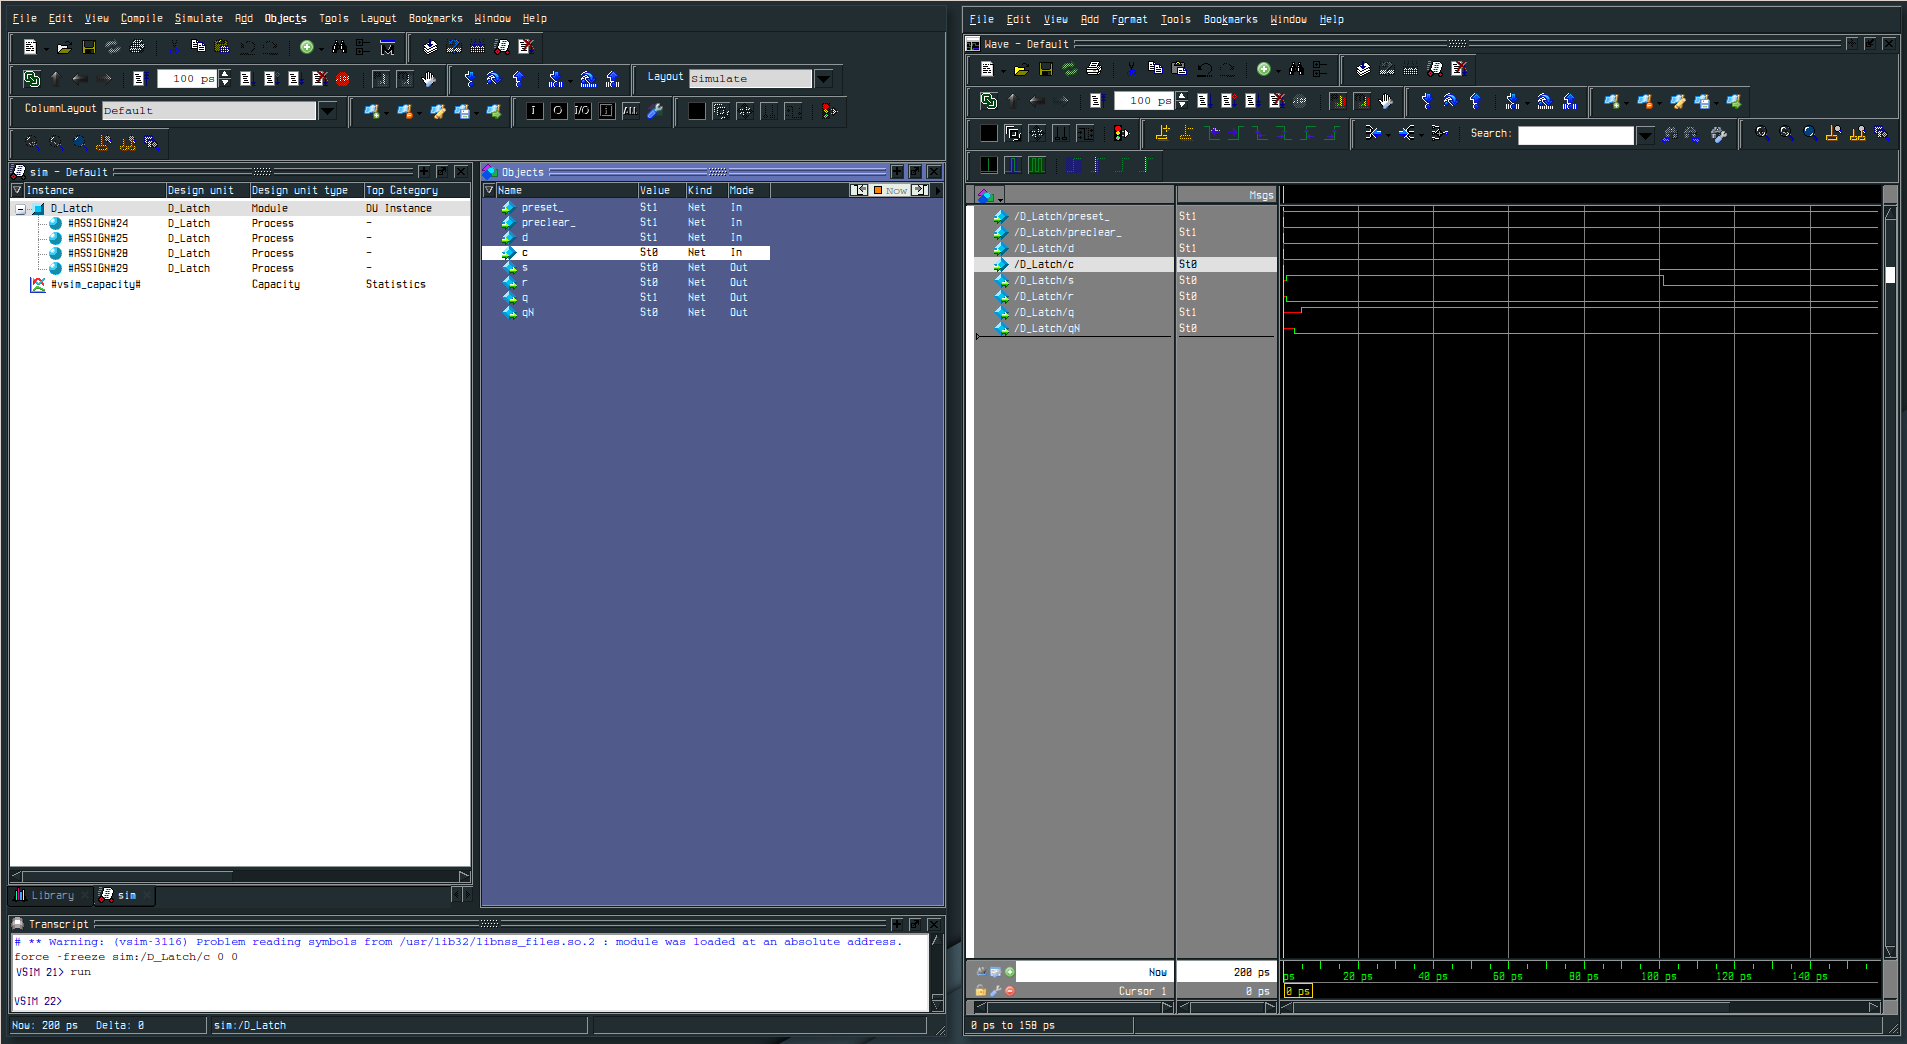 File Edit View Compile Simulate Add Objects Tools Layout Bookmarks Window Help
100 ps
Layout Simulate
ColumnLayout Default
sim - Default
Instance Design unit Design unit type Top Category
D_Latch D_Latch Module DU Instance
#ASSIGN#24 D_Latch Process -
#ASSIGN#25 D_Latch Process -
#ASSIGN#28 D_Latch Process -
#ASSIGN#29 D_Latch Process -
#vsim_capacity# Capacity Statistics
Library sim
Objects
Name Value Kind Mode Now
preset_ St1 Net In
preclear_ St1 Net In
d St1 Net In
c St0 Net In
s St0 Net Out
r St0 Net Out
q St1 Net Out
qN St0 Net Out
Transcript
# ** Warning: (vsim-3116) Problem reading symbols from /usr/lib32/libnss_files.so.2 : module was loaded at an absolute address.
force -freeze sim:/D_Latch/c 0 0
VSIM 21> run
VSIM 22>
Now: 200 ps Delta: 0 sim:/D_Latch
File Edit View Add Format Tools Bookmarks Window Help
Wave - Default
100 ps
Search:
Msgs
/D_Latch/preset_ St1
/D_Latch/preclear_ St1
/D_Latch/d St1
/D_Latch/c St0
/D_Latch/s St0
/D_Latch/r St0
/D_Latch/q St1
/D_Latch/qN St0
Now 200 ps ps 20 ps 40 ps 60 ps 80 ps 100 ps 120 ps 140 ps
Cursor 1 0 ps 0 ps
0 ps to 158 ps